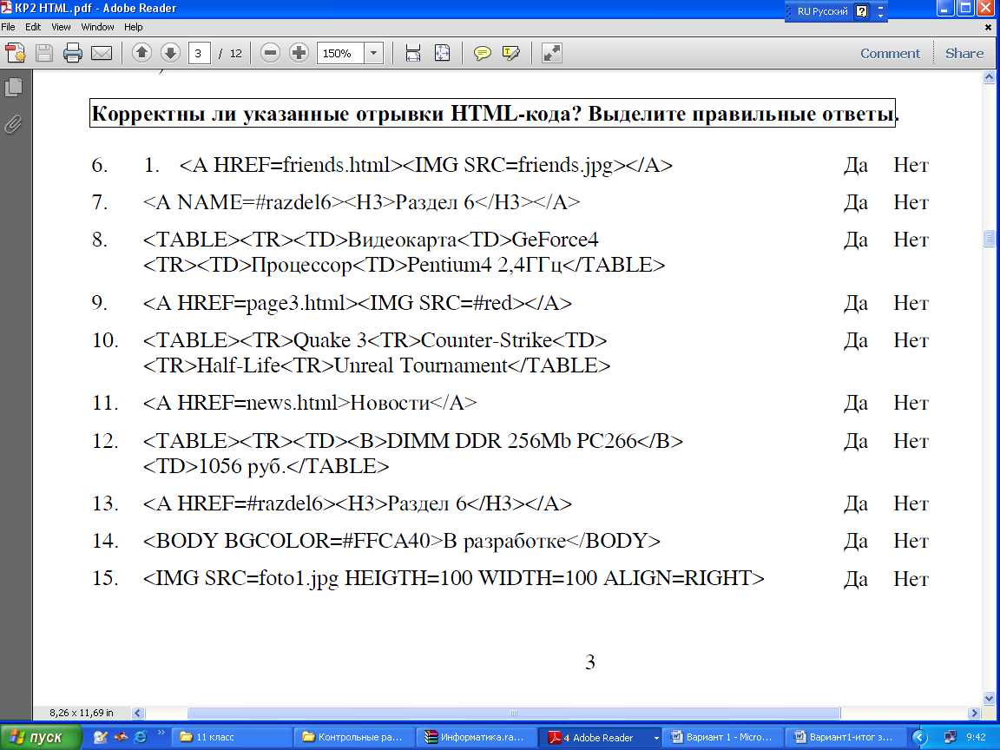 KP2 HTML.pdf - Adobe Reader
RU Русский
File Edit View Window Help
3 / 12 150% Comment Share
Корректны ли указанные отрывки HTML-кода? Выделите правильные ответы.
6. 1. <A HREF=friends.html><IMG SRC=friends.jpg></A> Да Нет
7. <A NAME=#razdel6><H3>Раздел 6</H3></A> Да Нет
8. <TABLE><TR><TD>Видеокарта<TD>GeForce4 Да Нет
<TR><TD>Процессор<TD>Pentium4 2,4ГГц</TABLE>
9. <A HREF=page3.html><IMG SRC=#red></A> Да Нет
10. <TABLE><TR>Quake 3<TR>Counter-Strike<TD> Да Нет
<TR>Half-Life<TR>Unreal Tournament</TABLE>
11. <A HREF=news.html>Новости</A> Да Нет
12. <TABLE><TR><TD><B>DIMM DDR 256Mb PC266</B> Да Нет
<TD>1056 руб.</TABLE>
13. <A HREF=#razdel6><H3>Раздел 6</H3></A> Да Нет
14. <BODY BGCOLOR=#FFCA40>В разработке</BODY> Да Нет
15. <IMG SRC=foto1.jpg HEIGTH=100 WIDTH=100 ALIGN=RIGHT> Да Нет
3
8,26 x 11,69 in
пуск 11 класс Контрольные ра... Информатика.ra... 4 Adobe Reader Вариант 1 - Micro... Вариант1-итог з... 9:42